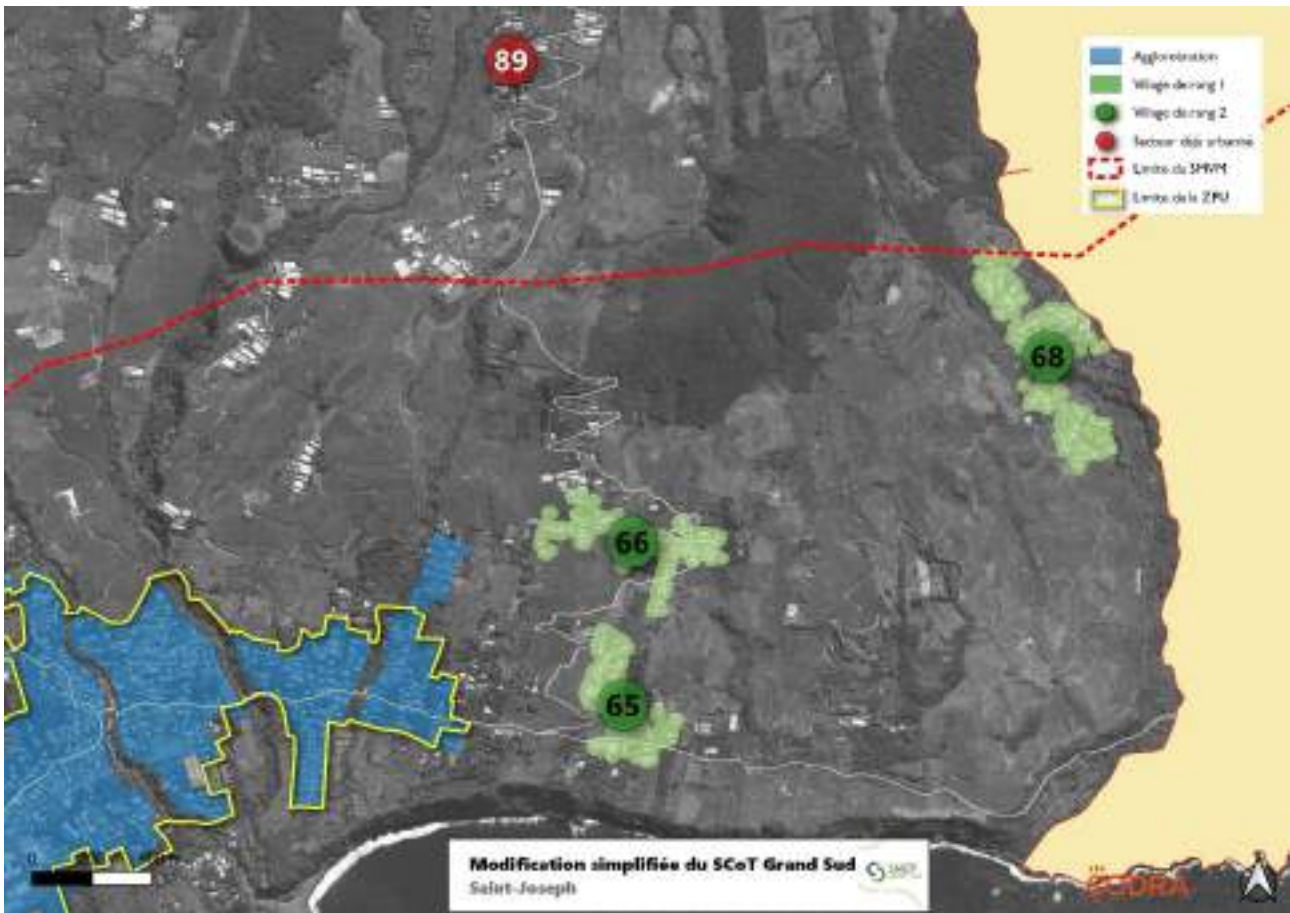 89
Agglomération
Village de rang 1
Village de rang 2
Secteur déjà urbanisé
Limite du SMVM
Limite de la ZPU
68
66
65
0
Modification simplifiée du SCoT Grand Sud
Saint-Joseph